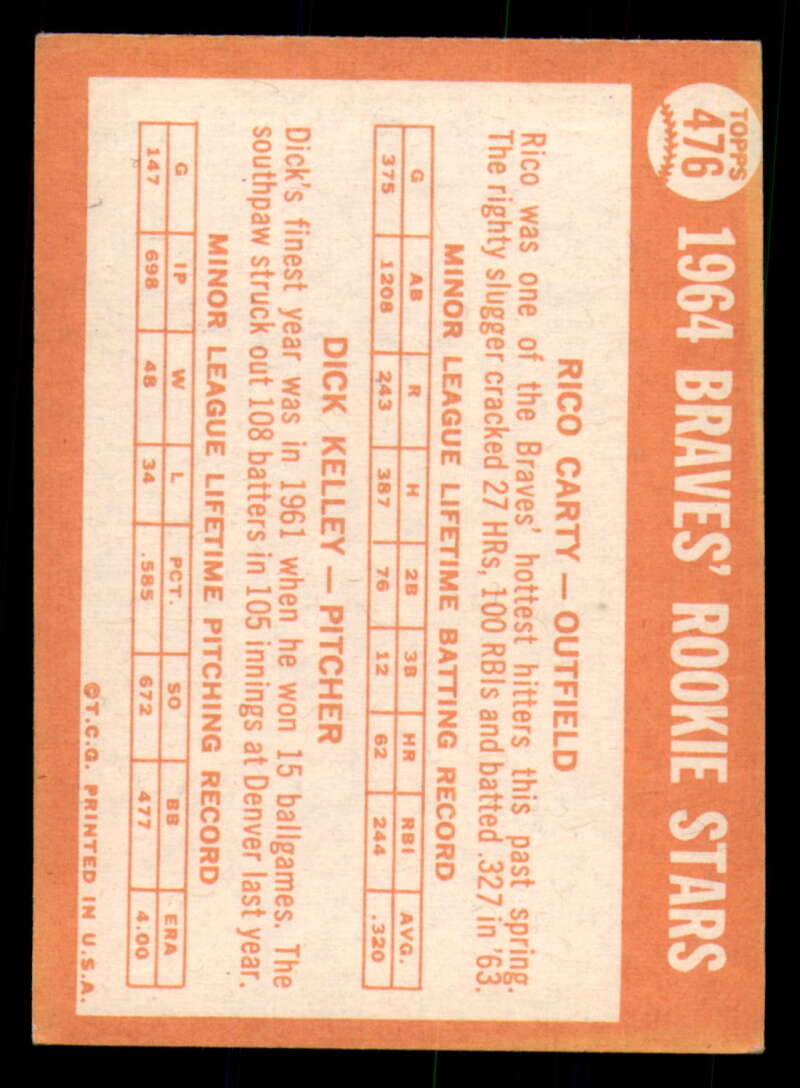 TOPPS
476
1964 BRAVES' ROOKIE STARS
RICO CARTY — OUTFIELD
Rico was one of the Braves' hottest hitters this past spring.
The righty slugger cracked 27 HRs, 100 RBIs and batted .327 in '63.
MINOR LEAGUE LIFETIME BATTING RECORD
G AB R H 2B 3B HR RBI AVG.
375 1208 243 387 76 12 62 244 .320
DICK KELLEY — PITCHER
Dick's finest year was in 1961 when he won 15 ballgames. The
southpaw struck out 108 batters in 105 innings at Denver last year.
MINOR LEAGUE LIFETIME PITCHING RECORD
G IP W L PCT. SO BB ERA
147 698 48 34 .585 672 477 4.00
©T.C.G. PRINTED IN U.S.A.